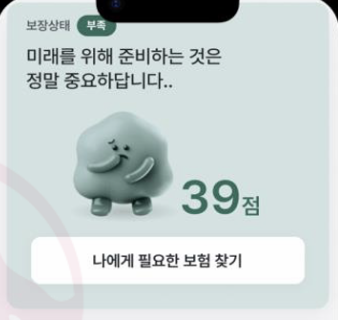 보장상태 부족
미래를 위해 준비하는 것은
정말 중요하답니다..
39점
나에게 필요한 보험 찾기